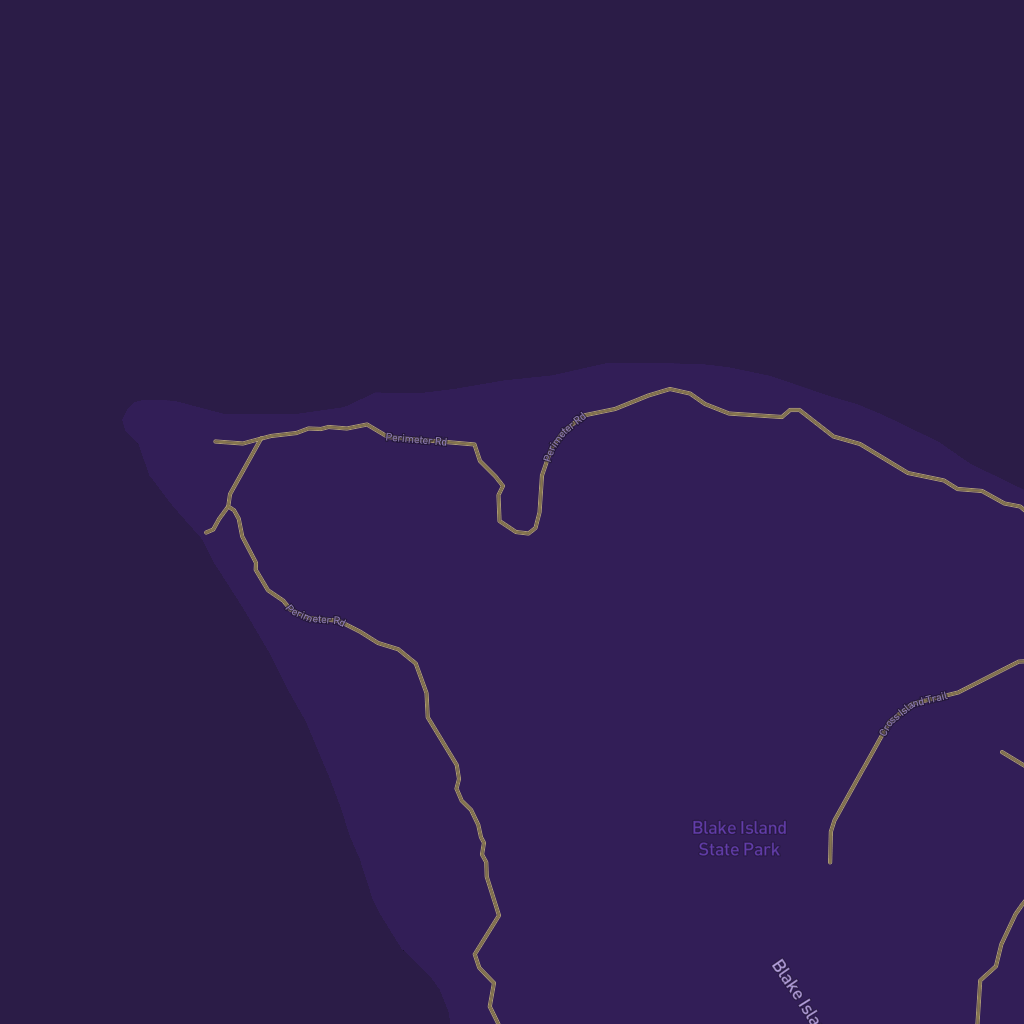 Perimeter Rd
Perimeter Rd
Perimeter Rd
Cross Island Trail
Blake Island
State Park
Blake Isla